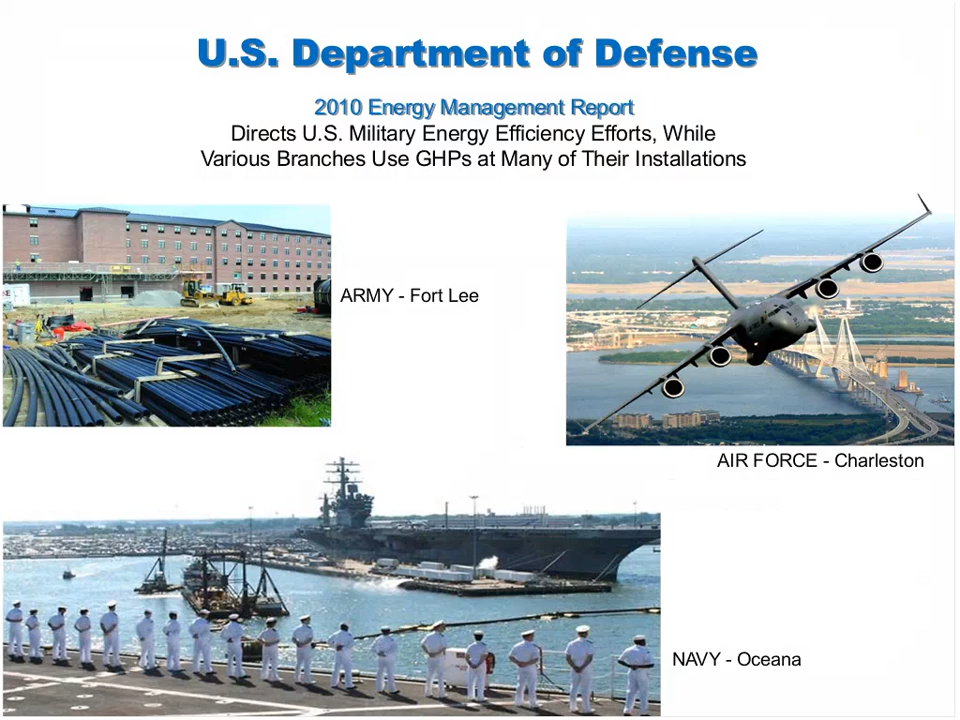 U.S. Department of Defense
2010 Energy Management Report
Directs U.S. Military Energy Efficiency Efforts, While
Various Branches Use GHPs at Many of Their Installations
ARMY - Fort Lee
AIR FORCE - Charleston
NAVY - Oceana